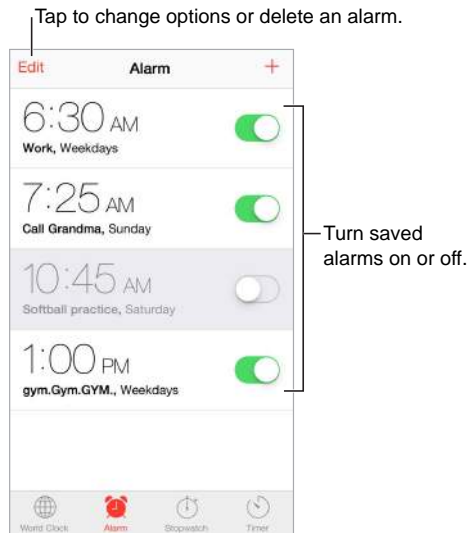 Tap to change options or delete an alarm.
Edit Alarm +
6:30 AM
Work, Weekdays
7:25 AM
Call Grandma, Sunday
Turn saved
alarms on or off.
10:45 AM
Softball practice, Saturday
1:00 PM
gym.Gym.GYM., Weekdays
World Clock Alarm Stopwatch Timer